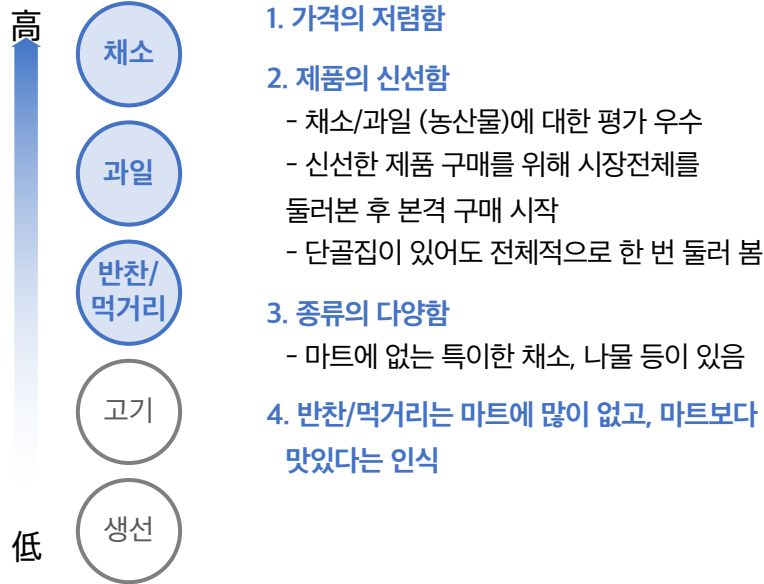 高
채소
과일
반찬/
먹거리
고기
생선
低
1. 가격의 저렴함
2. 제품의 신선함
- 채소/과일 (농산물)에 대한 평가 우수
- 신선한 제품 구매를 위해 시장전체를
둘러본 후 본격 구매 시작
- 단골집이 있어도 전체적으로 한 번 둘러 봄
3. 종류의 다양함
- 마트에 없는 특이한 채소, 나물 등이 있음
4. 반찬/먹거리는 마트에 많이 없고, 마트보다
맛있다는 인식